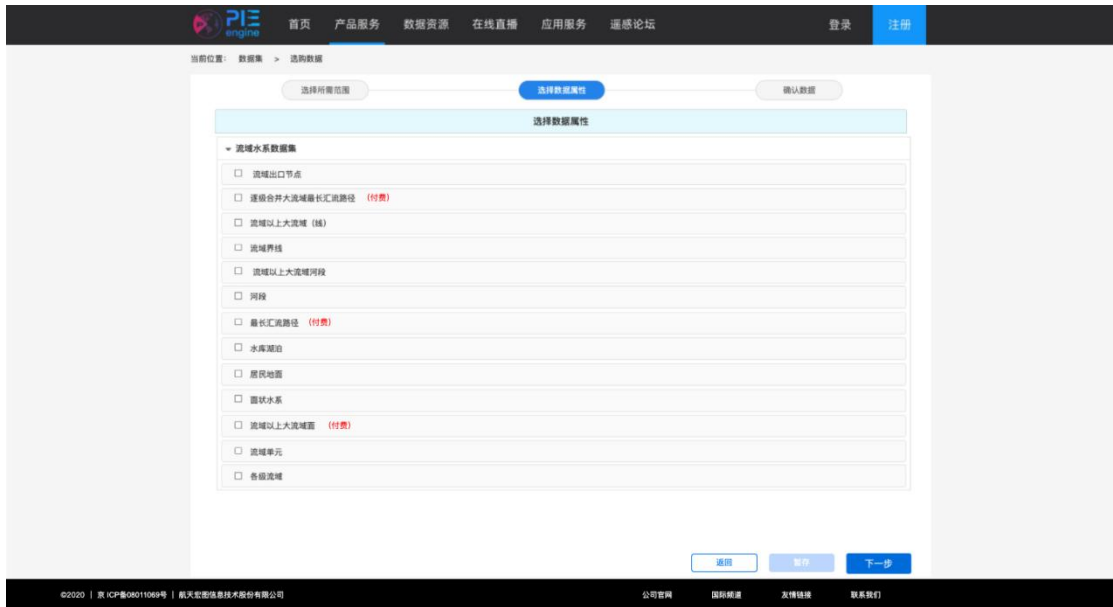 PIE engine 首页 产品服务 数据资源 在线直播 应用服务 遥感论坛 登录 注册
当前位置: 数据集 > 选购数据
选择所需范围 选择数据属性 确认数据
选择数据属性
流域水系数据集
流域出口节点
逐级合并大流域最长汇流路径 (付费)
流域以上大流域 (线)
流域界线
流域以上大流域河段
河段
最长汇流路径 (付费)
水库湖泊
居民地面
面状水系
流域以上大流域面 (付费)
流域单元
各级流域
返回 暂存 下一步
©2020 | 京ICP备08011069号 | 航天宏图信息技术股份有限公司 公司官网 国际频道 友情链接 联系我们